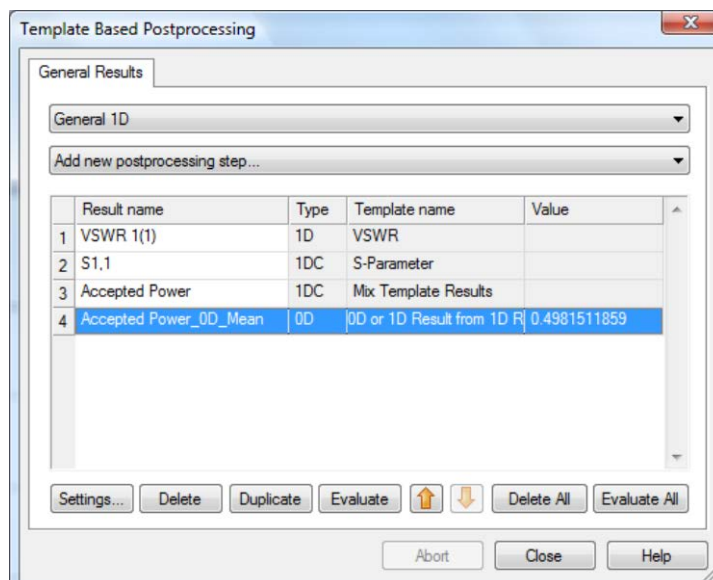 Template Based Postprocessing
General Results
General 1D
Add new postprocessing step...
Result name Type Template name Value
1 VSWR 1(1) 1D VSWR
2 S1,1 1DC S-Parameter
3 Accepted Power 1DC Mix Template Results
4 Accepted Power_0D_Mean 0D 0D or 1D Result from 1D R 0.4981511859
Settings... Delete Duplicate Evaluate Delete All Evaluate All
Abort Close Help